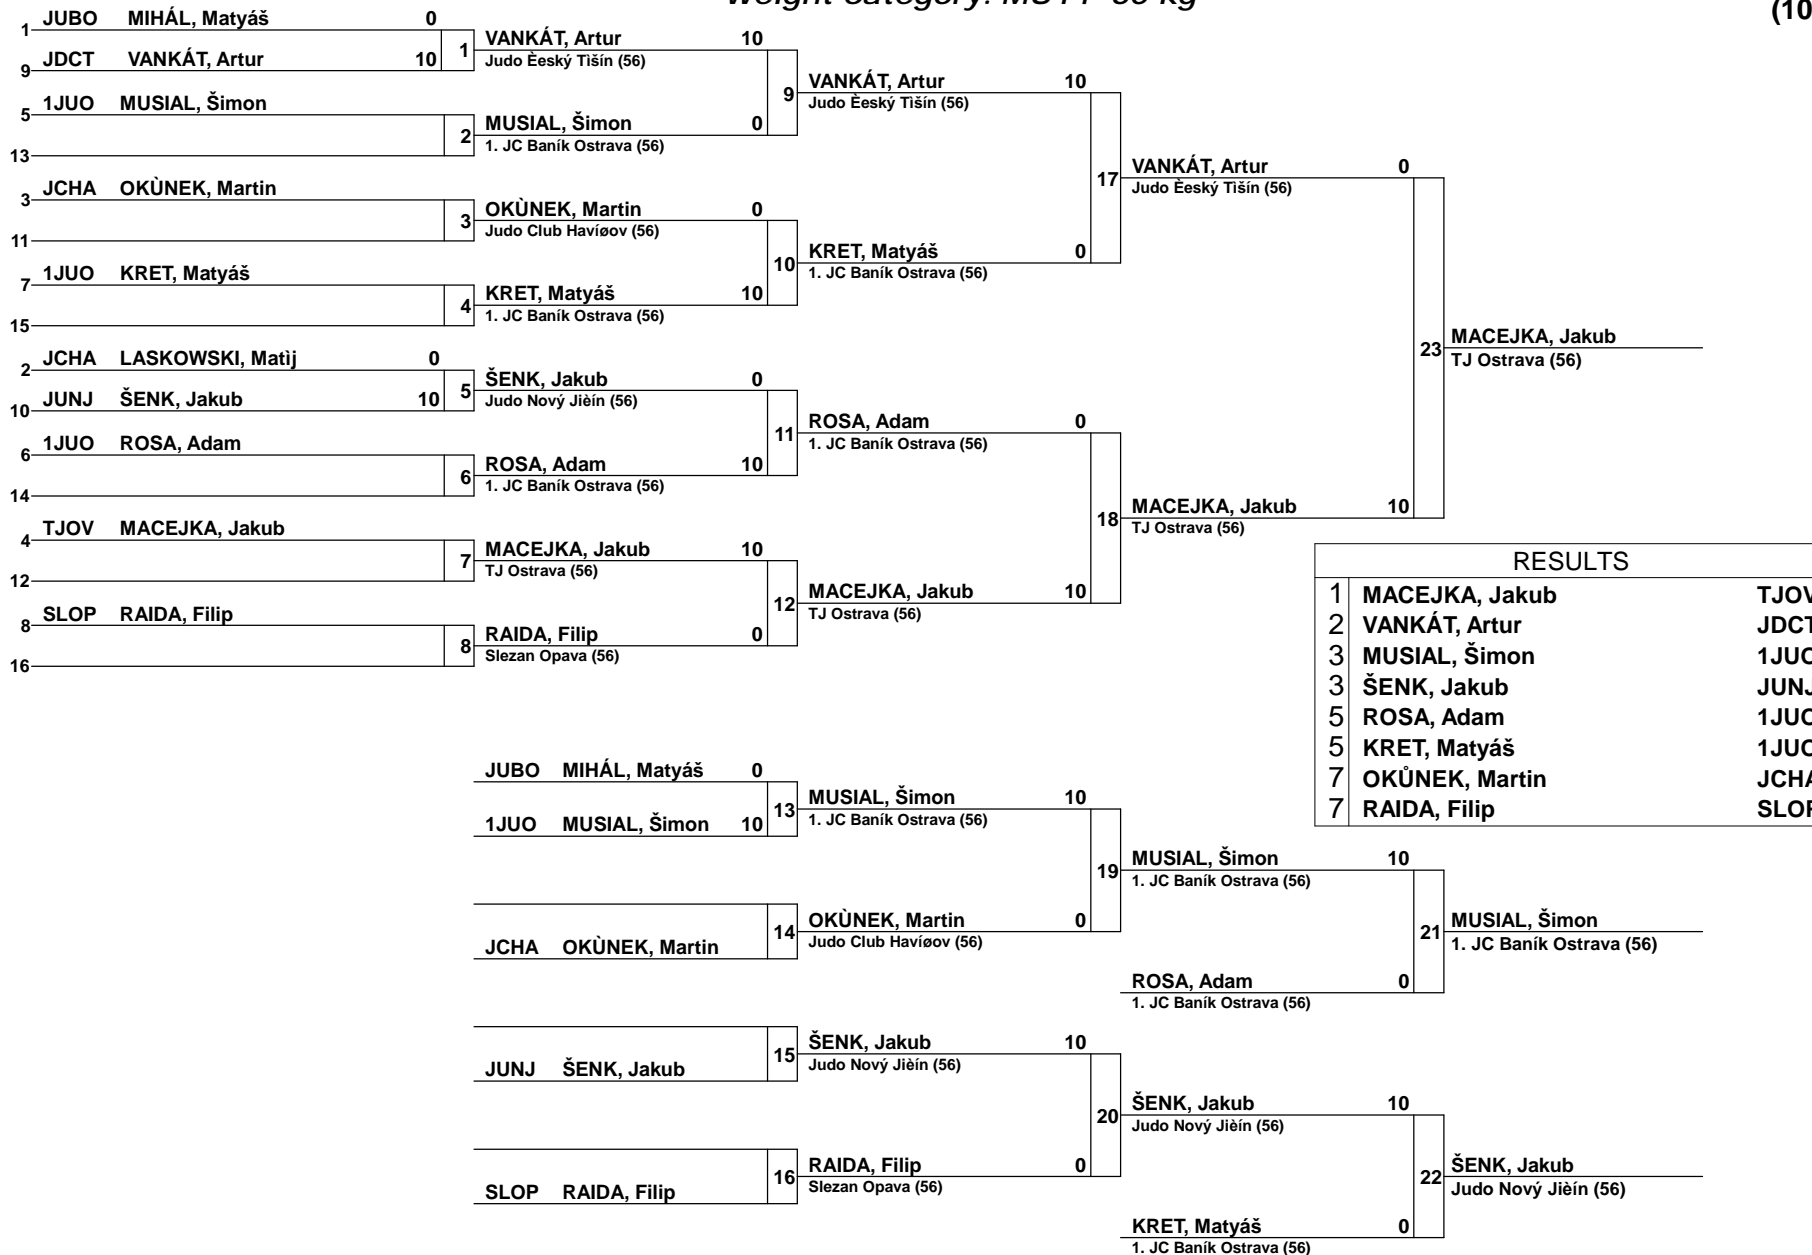 (10
1 JUBO MIHÁL, Matyáš 0
9 JDCT VANKÁT, Artur 10
1 VANKÁT, Artur 10
Judo Èeský Tìšín (56)
5 1JUO MUSIAL, Šimon
13
2 MUSIAL, Šimon 0
1. JC Baník Ostrava (56)
9 VANKÁT, Artur 10
Judo Èeský Tìšín (56)
3 JCHA OKÙNEK, Martin
11
3 OKÙNEK, Martin 0
Judo Club Havíøov (56)
7 1JUO KRET, Matyáš
15
4 KRET, Matyáš 10
1. JC Baník Ostrava (56)
10 KRET, Matyáš 0
1. JC Baník Ostrava (56)
17 VANKÁT, Artur 0
Judo Èeský Tìšín (56)
2 JCHA LASKOWSKI, Matìj 0
10 JUNJ ŠENK, Jakub 10
5 ŠENK, Jakub 0
Judo Nový Jièín (56)
6 1JUO ROSA, Adam
14
6 ROSA, Adam 10
1. JC Baník Ostrava (56)
11 ROSA, Adam 0
1. JC Baník Ostrava (56)
4 TJOV MACEJKA, Jakub
12
7 MACEJKA, Jakub 10
TJ Ostrava (56)
8 SLOP RAIDA, Filip
16
8 RAIDA, Filip 0
Slezan Opava (56)
12 MACEJKA, Jakub 10
TJ Ostrava (56)
18 MACEJKA, Jakub 10
TJ Ostrava (56)
23 MACEJKA, Jakub
TJ Ostrava (56)
RESULTS
1 MACEJKA, Jakub TJOV
2 VANKÁT, Artur JDCT
3 MUSIAL, Šimon 1JUO
3 ŠENK, Jakub JUNJ
5 ROSA, Adam 1JUO
5 KRET, Matyáš 1JUO
7 OKŮNEK, Martin JCHA
7 RAIDA, Filip SLOP
JUBO MIHÁL, Matyáš 0
1JUO MUSIAL, Šimon 10
13 MUSIAL, Šimon 10
1. JC Baník Ostrava (56)
JCHA OKÙNEK, Martin
14 OKÙNEK, Martin 0
Judo Club Havíøov (56)
19 MUSIAL, Šimon 10
1. JC Baník Ostrava (56)
ROSA, Adam 0
1. JC Baník Ostrava (56)
21 MUSIAL, Šimon
1. JC Baník Ostrava (56)
JUNJ ŠENK, Jakub
15 ŠENK, Jakub 10
Judo Nový Jièín (56)
SLOP RAIDA, Filip
16 RAIDA, Filip 0
Slezan Opava (56)
20 ŠENK, Jakub 10
Judo Nový Jièín (56)
KRET, Matyáš 0
1. JC Baník Ostrava (56)
22 ŠENK, Jakub
Judo Nový Jièín (56)